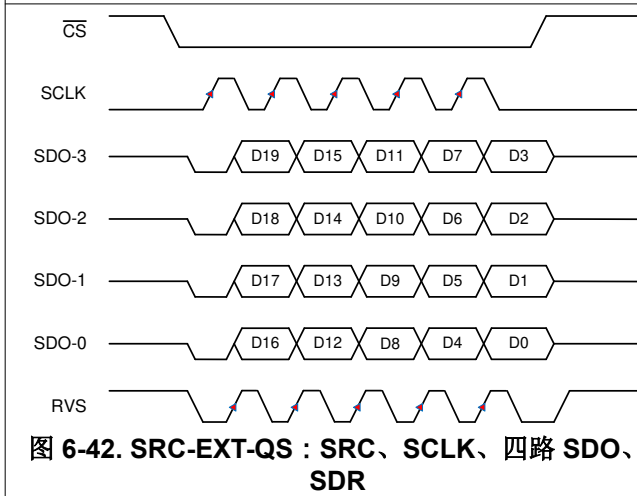 CS
SCLK
SDO-3 D19 D15 D11 D7 D3
SDO-2 D18 D14 D10 D6 D2
SDO-1 D17 D13 D9 D5 D1
SDO-0 D16 D12 D8 D4 D0
RVS
图 6-42. SRC-EXT-QS：SRC、SCLK、四路 SDO、
SDR